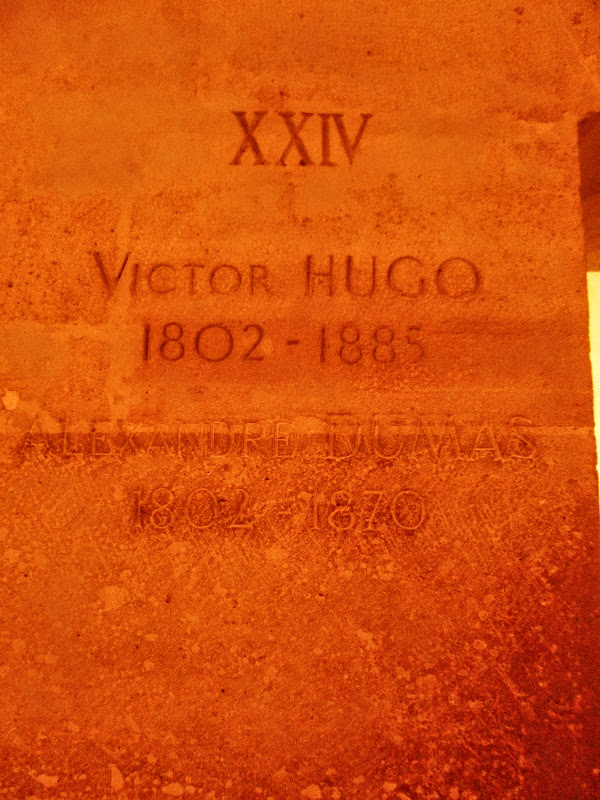 XXIV
VICTOR HUGO
1802 - 1885
ALEXANDRE DUMAS
1802 - 1870